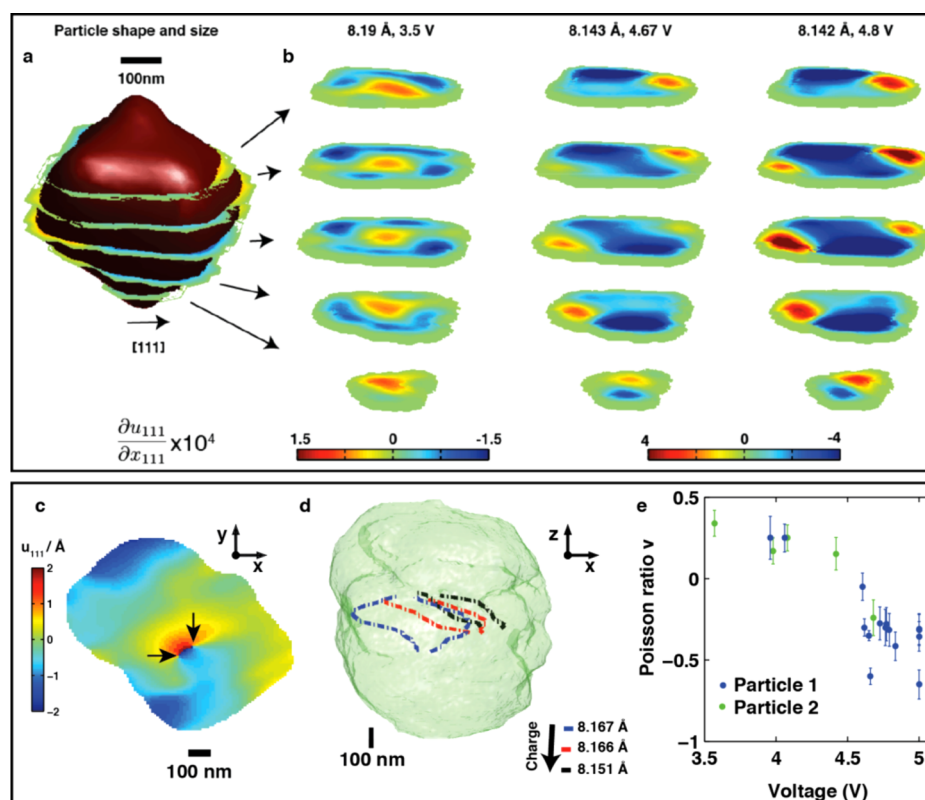 Particle shape and size
8.19 Å, 3.5 V
8.143 Å, 4.67 V
8.142 Å, 4.8 V
a
b
100nm
[111]
∂u111
∂x111
x10⁴
1.5
0
-1.5
4
0
-4
c
u111 / Å
2
1
0
-1
-2
y
x
100 nm
d
z
x
100 nm
Charge
8.167 Å
8.166 Å
8.151 Å
e
Poisson ratio v
0.5
0
−0.5
−1
Particle 1
Particle 2
3.5
4
4.5
5
Voltage (V)